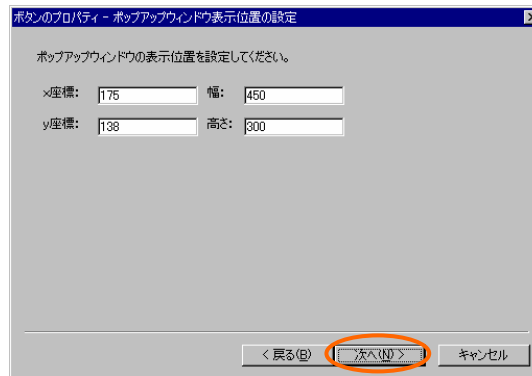 ボタンのプロパティ - ポップアップウィンドウ表示位置の設定
ポップアップウィンドウの表示位置を設定してください。
x座標: 175 幅: 450
y座標: 138 高さ: 300
< 戻る(B) 次へ(N) > キャンセル